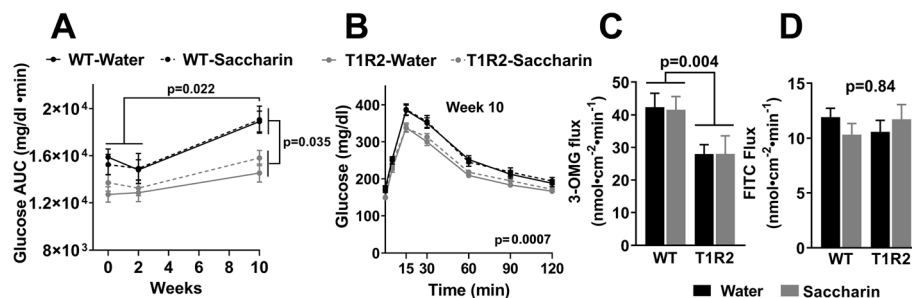 A
B
C
D
WT-Water
WT-Saccharin
T1R2-Water
T1R2-Saccharin
Glucose AUC (mg/dl •min)
2×10⁴
1.6×10⁴
1.2×10⁴
8×10³
p=0.022
p=0.035
0 2 4 6 8 10
Weeks
Glucose (mg/dl)
400
300
200
100
0
Week 10
p=0.0007
15 30 60 90 120
Time (min)
3-OMG flux
(nmol•cm⁻²•min⁻¹)
50
40
30
20
10
0
p=0.004
WT T1R2
FITC Flux
(nmol•cm⁻²•min⁻¹)
15
10
5
0
p=0.84
WT T1R2
Water
Saccharin